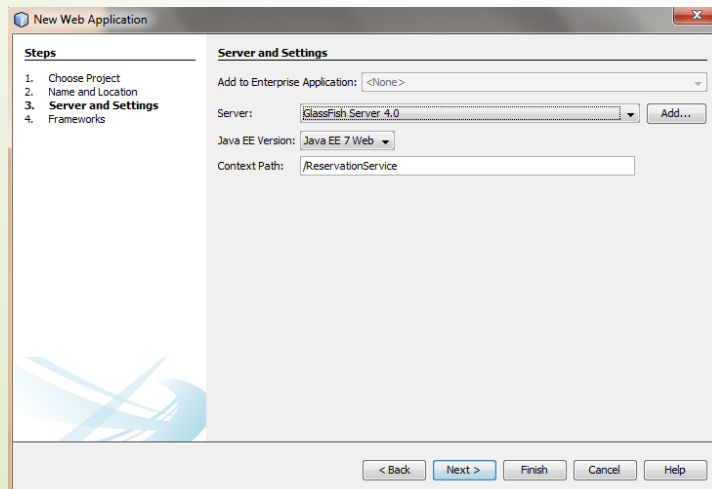 New Web Application
Steps
1. Choose Project
2. Name and Location
3. Server and Settings
4. Frameworks
Server and Settings
Add to Enterprise Application: <None>
Server: GlassFish Server 4.0 Add...
Java EE Version: Java EE 7 Web
Context Path: /ReservationService
< Back Next > Finish Cancel Help